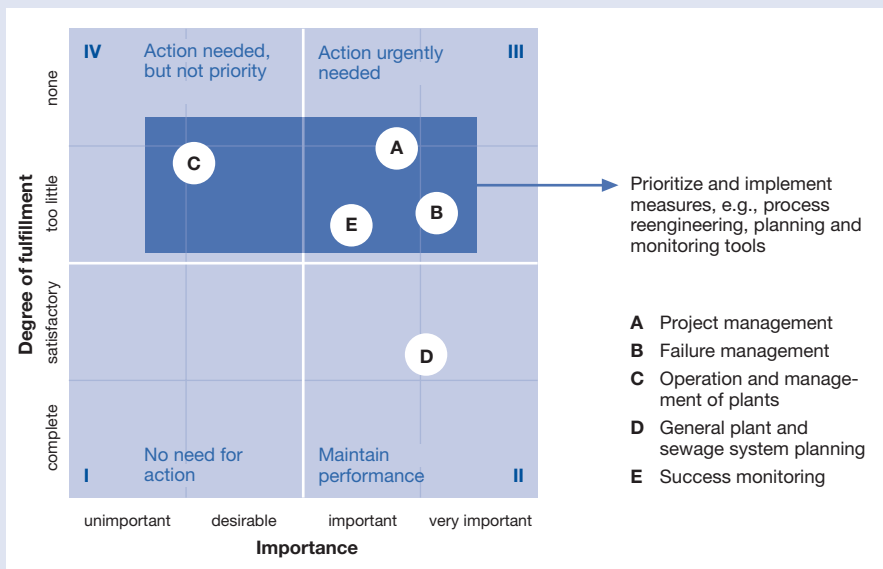 IV
Action needed,
but not priority
Action urgently
needed
III
none
too little
satisfactory
complete
Degree of fulfillment
C
A
B
E
D
Prioritize and implement
measures, e.g., process
reengineering, planning and
monitoring tools
A Project management
B Failure management
C Operation and manage-
ment of plants
D General plant and
sewage system planning
E Success monitoring
I
No need for
action
Maintain
performance
II
unimportant desirable important very important
Importance